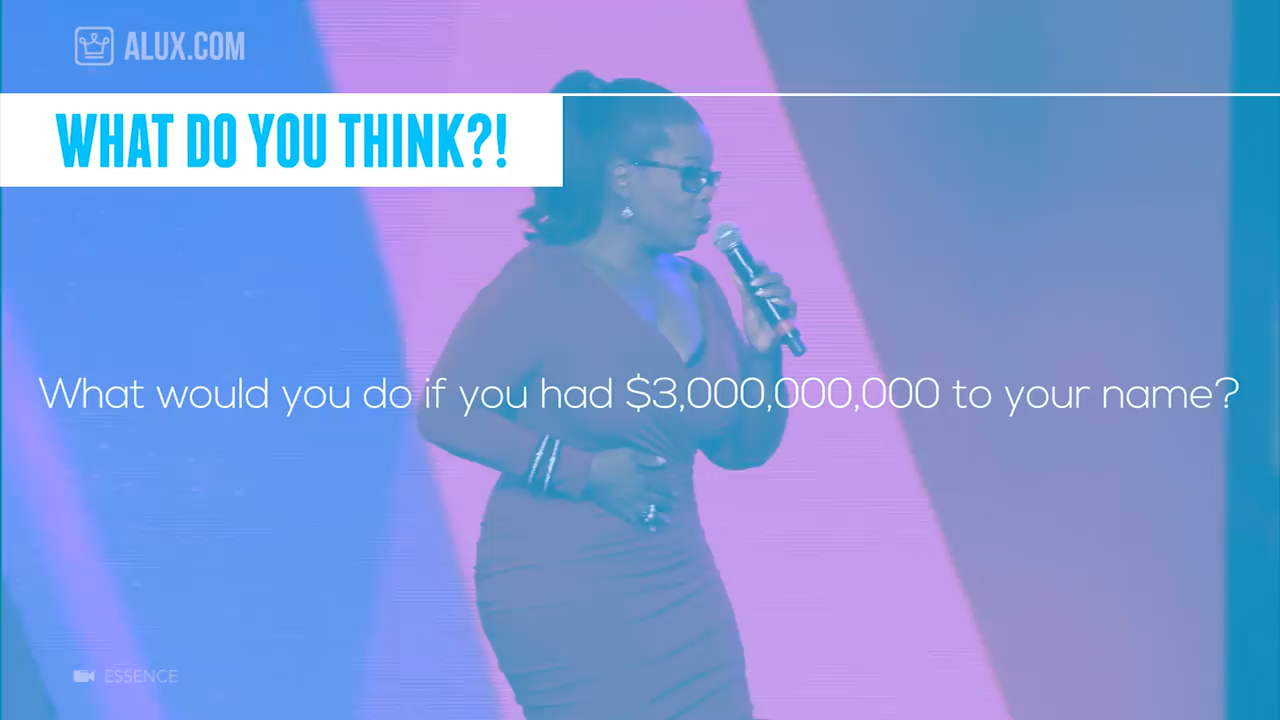 ALUX.COM
WHAT DO YOU THINK?!
What would you do if you had $3,000,000,000 to your name?
ESSENCE